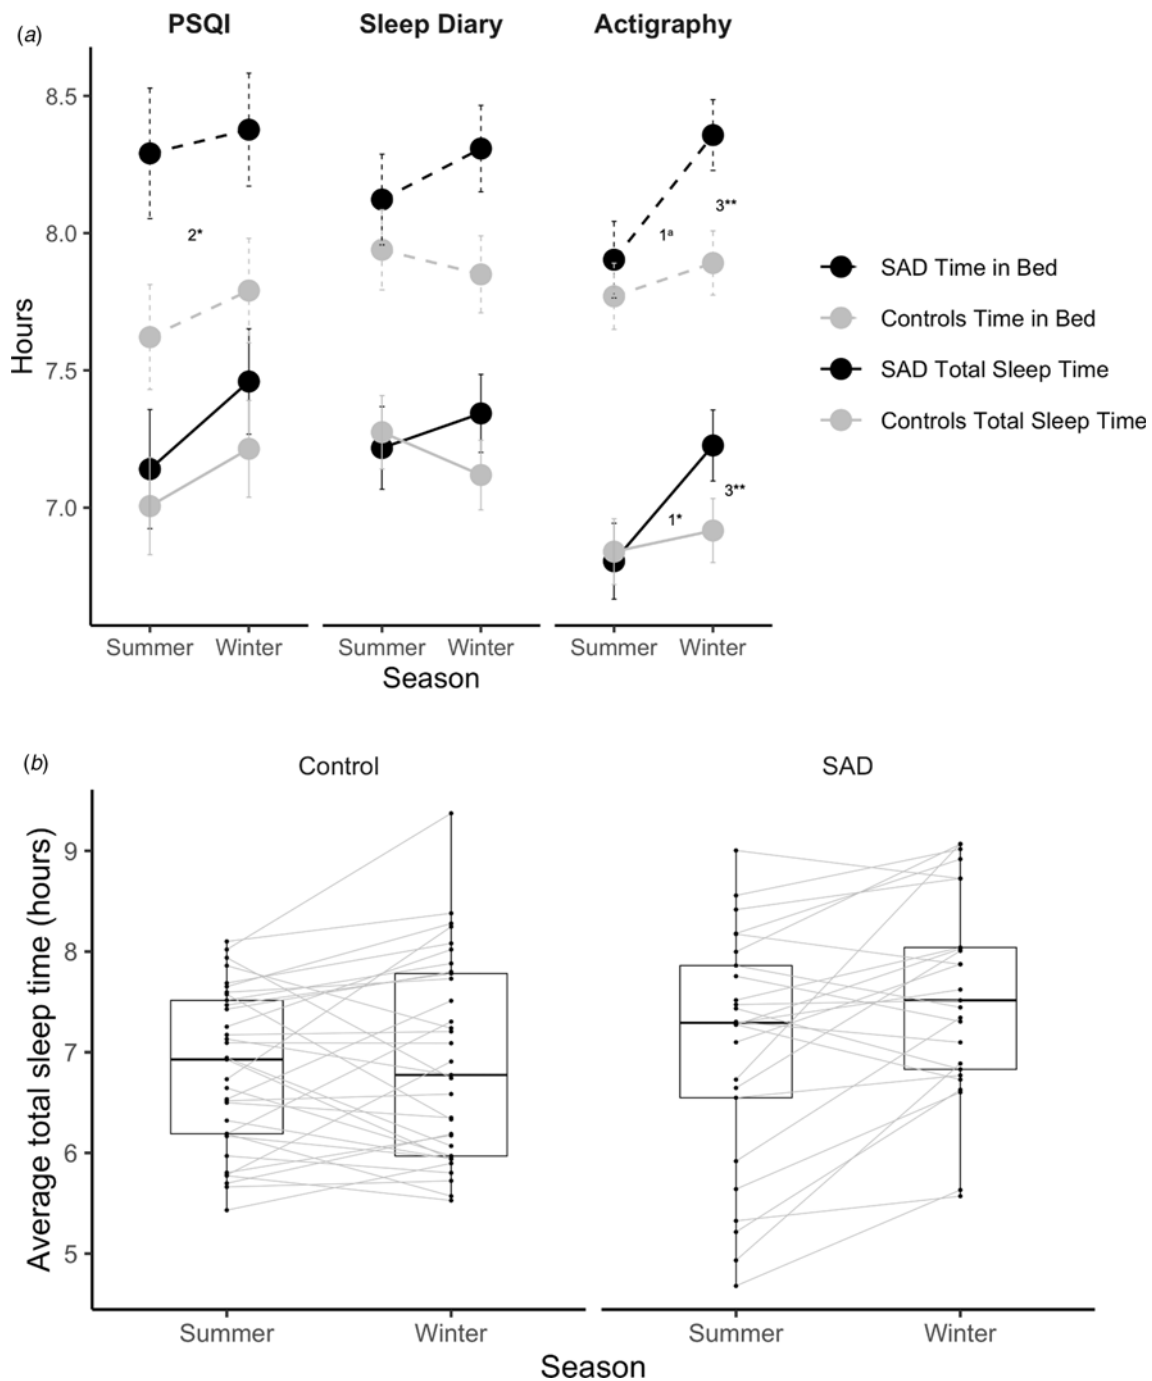 (a)
PSQI Sleep Diary Actigraphy
8.5
8.0
7.5
7.0
Hours
2*
1ª
3**
1*
3**
SAD Time in Bed
Controls Time in Bed
SAD Total Sleep Time
Controls Total Sleep Time
Summer Winter Summer Winter Summer Winter
Season
(b)
Control SAD
9
8
7
6
5
Average total sleep time (hours)
Summer Winter Summer Winter
Season